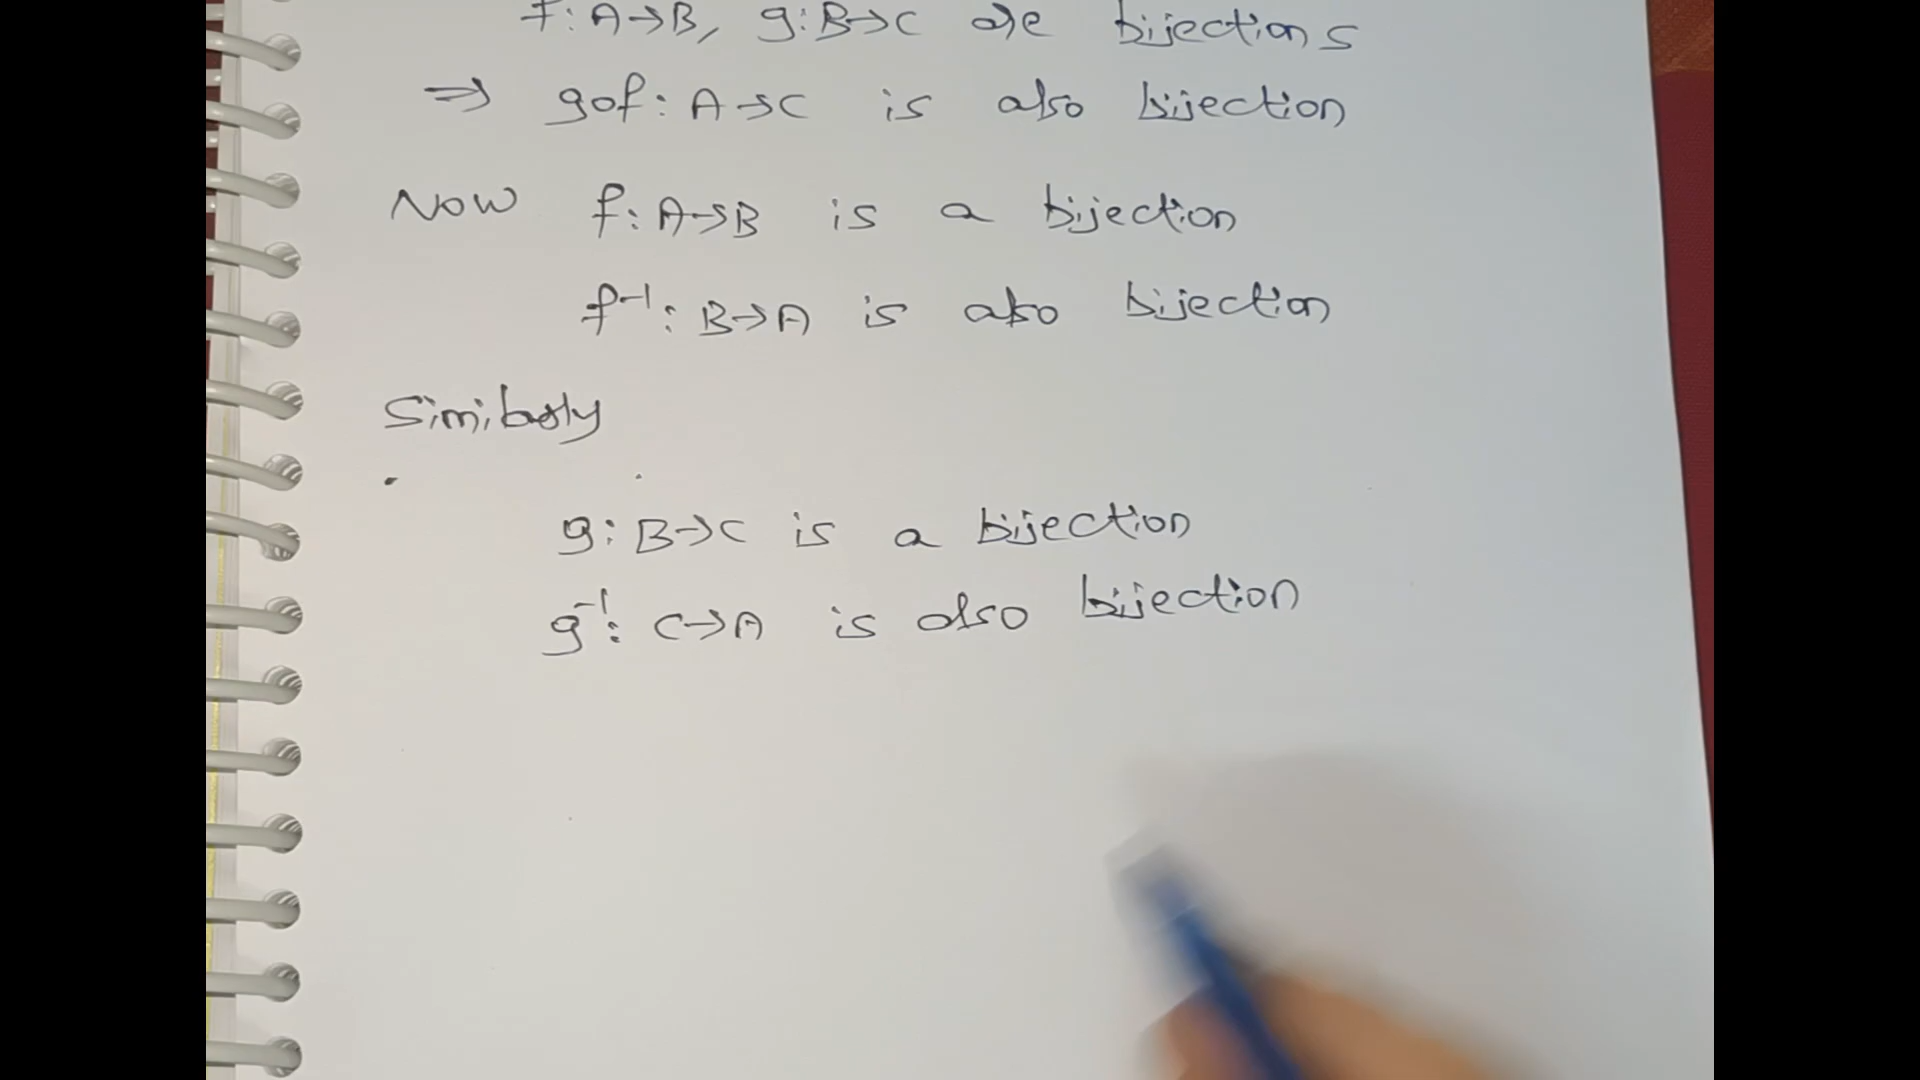 f: A→B, g: B→C are bijections
⇒ gof: A→C is also bijection
Now f: A→B is a bijection
f⁻¹: B→A is also bijection
Similarly
g: B→C is a bijection
g⁻¹: C→A is also bijection